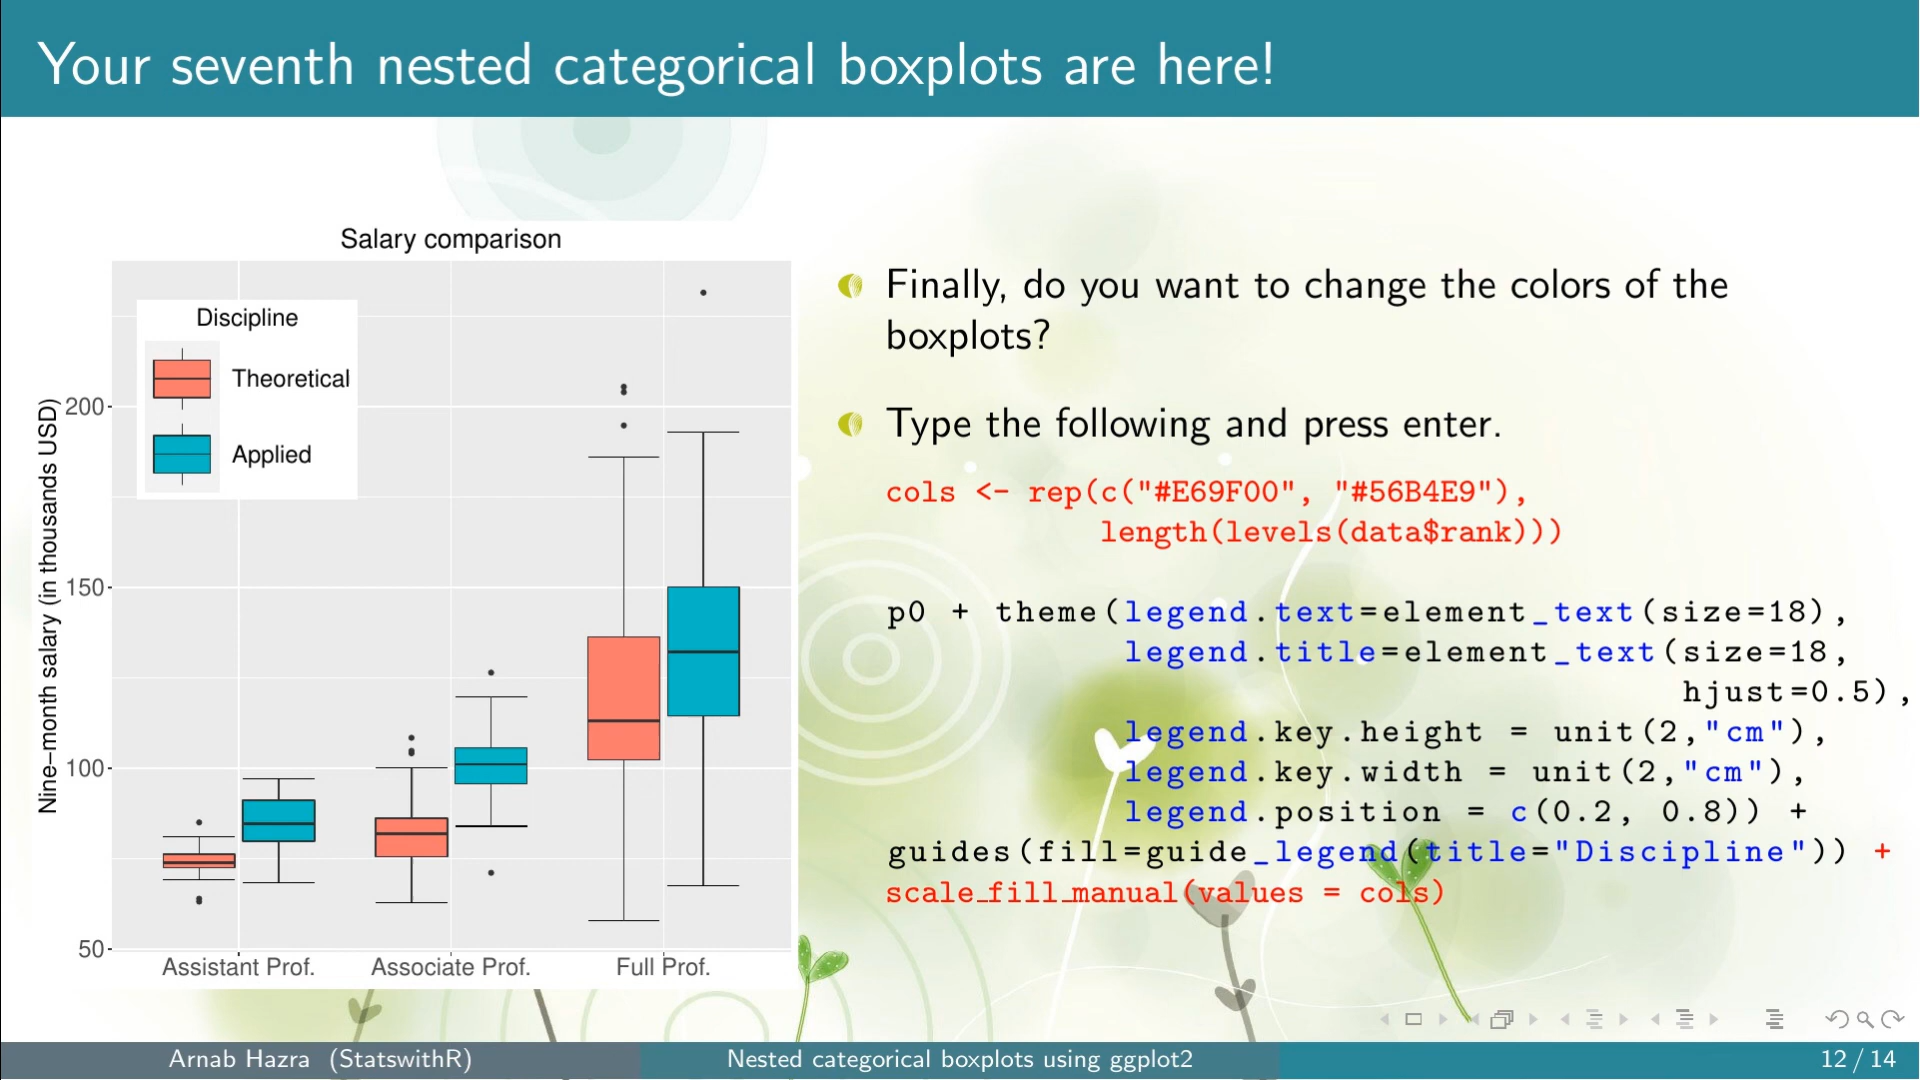 Your seventh nested categorical boxplots are here!
Salary comparison
Discipline
Theoretical
Applied
Nine−month salary (in thousands USD)
200
150
100
50
Assistant Prof.
Associate Prof.
Full Prof.
Finally, do you want to change the colors of the
boxplots?
Type the following and press enter.
cols <- rep(c("#E69F00", "#56B4E9"),
length(levels(data$rank)))
p0 + theme(legend.text=element_text(size=18),
legend.title=element_text(size=18,
hjust=0.5),
legend.key.height = unit(2,"cm"),
legend.key.width = unit(2,"cm"),
legend.position = c(0.2, 0.8)) +
guides(fill=guide_legend(title="Discipline")) +
scale_fill_manual(values = cols)
Arnab Hazra (StatswithR)
Nested categorical boxplots using ggplot2
12 / 14